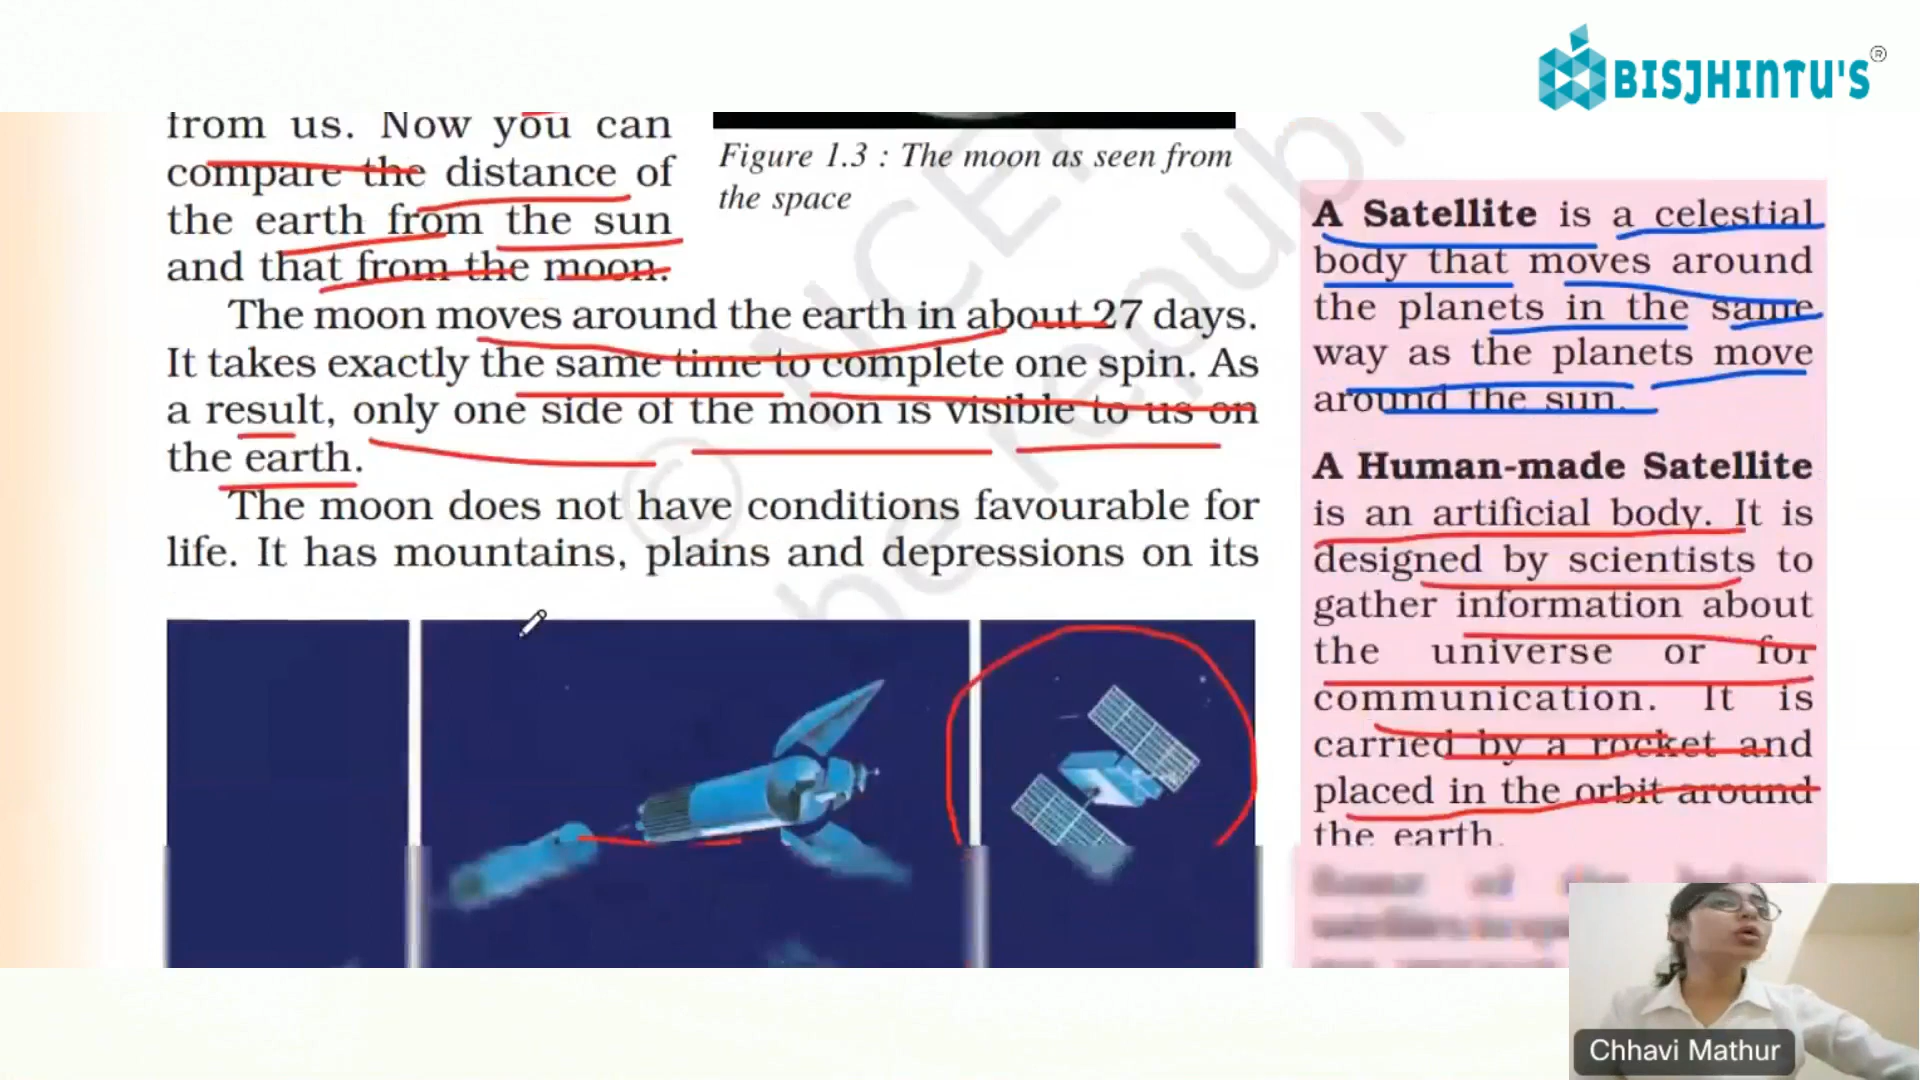 BISJHINTU'S®
from us. Now you can
compare the distance of
the earth from the sun
and that from the moon.
Figure 1.3 : The moon as seen from
the space
The moon moves around the earth in about 27 days.
It takes exactly the same time to complete one spin. As
a result, only one side of the moon is visible to us on
the earth.
The moon does not have conditions favourable for
life. It has mountains, plains and depressions on its
A Satellite is a celestial
body that moves around
the planets in the same
way as the planets move
around the sun.
A Human-made Satellite
is an artificial body. It is
designed by scientists to
gather information about
the universe or for
communication. It is
carried by a rocket and
placed in the orbit around
the earth.
© NCE
be republ
Chhavi Mathur